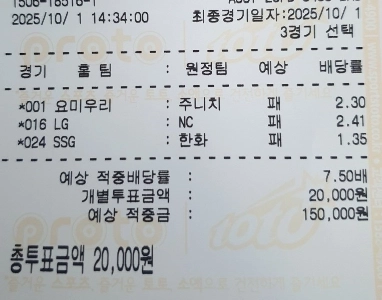 2025/10/ 1 14:34:00 최종경기일자:2025/10/ 1
3경기 선택
경기 홈 팀 : 원정팀 예상 배당률
*001 요미우리 : 주니치 패 2.30
*016 LG : NC 패 2.41
*024 SSG : 한화 패 1.35
예상 적중배당률 : 7.50배
개별투표금액 : 20,000원
예상 적중금 : 150,000원
proto
총투표금액 20,000원